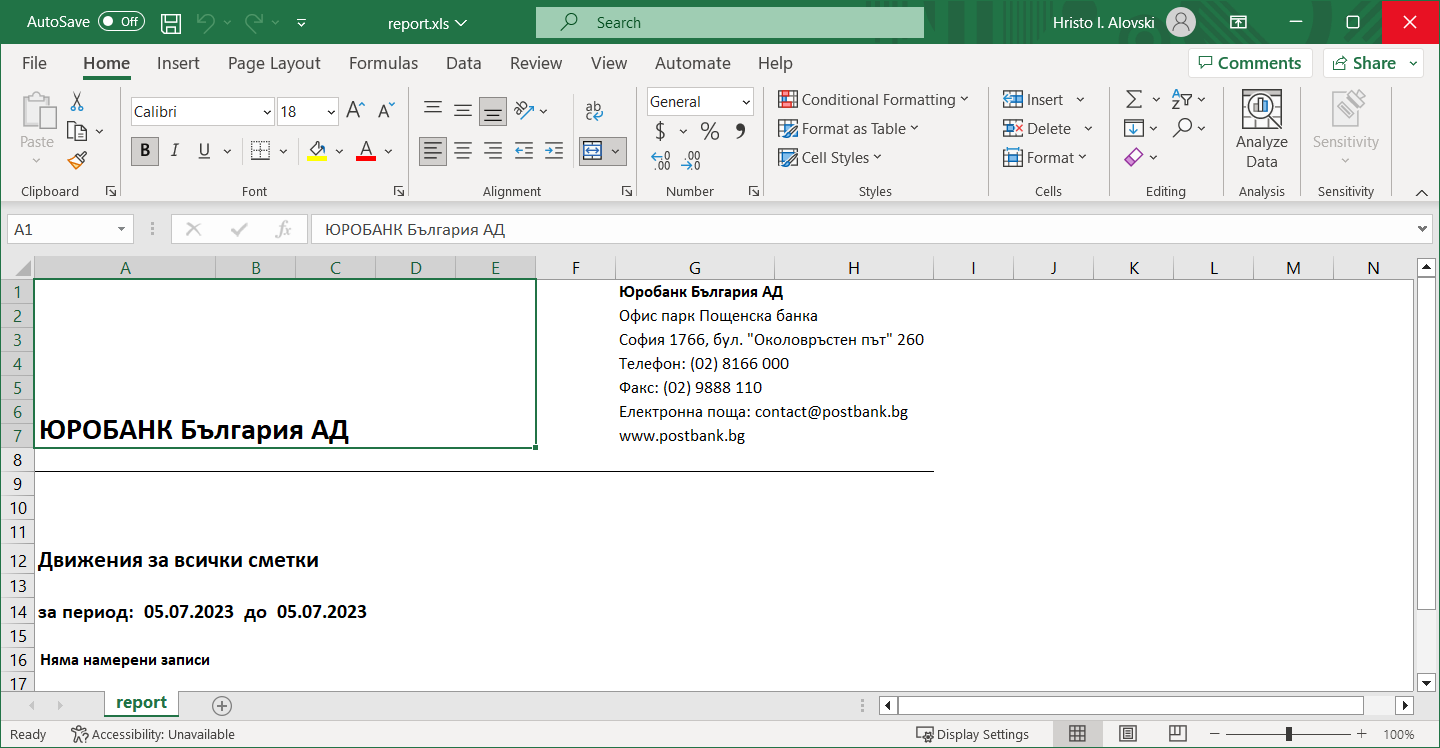 AutoSave Off report.xls Search Hristo I. Alovski
File Home Insert Page Layout Formulas Data Review View Automate Help Comments Share
Paste
Calibri 18
B I U A A A
ab c
General
$ % 9
.00 .00
Conditional Formatting
Format as Table
Cell Styles
Insert
Delete
Format
Analyze Data
Sensitivity
Clipboard Font Alignment Number Styles Cells Editing Analysis Sensitivity
A1 fx ЮРОБАНК България АД
A B C D E F G H I J K L M N
1 Юробанк България АД
2 Офис парк Пощенска банка
3 София 1766, бул. "Околовръстен път" 260
4 Телефон: (02) 8166 000
5 Факс: (02) 9888 110
6 Електронна поща: contact@postbank.bg
7 ЮРОБАНК България АД www.postbank.bg
8
9
10
11
12 Движения за всички сметки
13
14 за период: 05.07.2023 до 05.07.2023
15
16 Няма намерени записи
17
report
Ready Accessibility: Unavailable Display Settings 100%